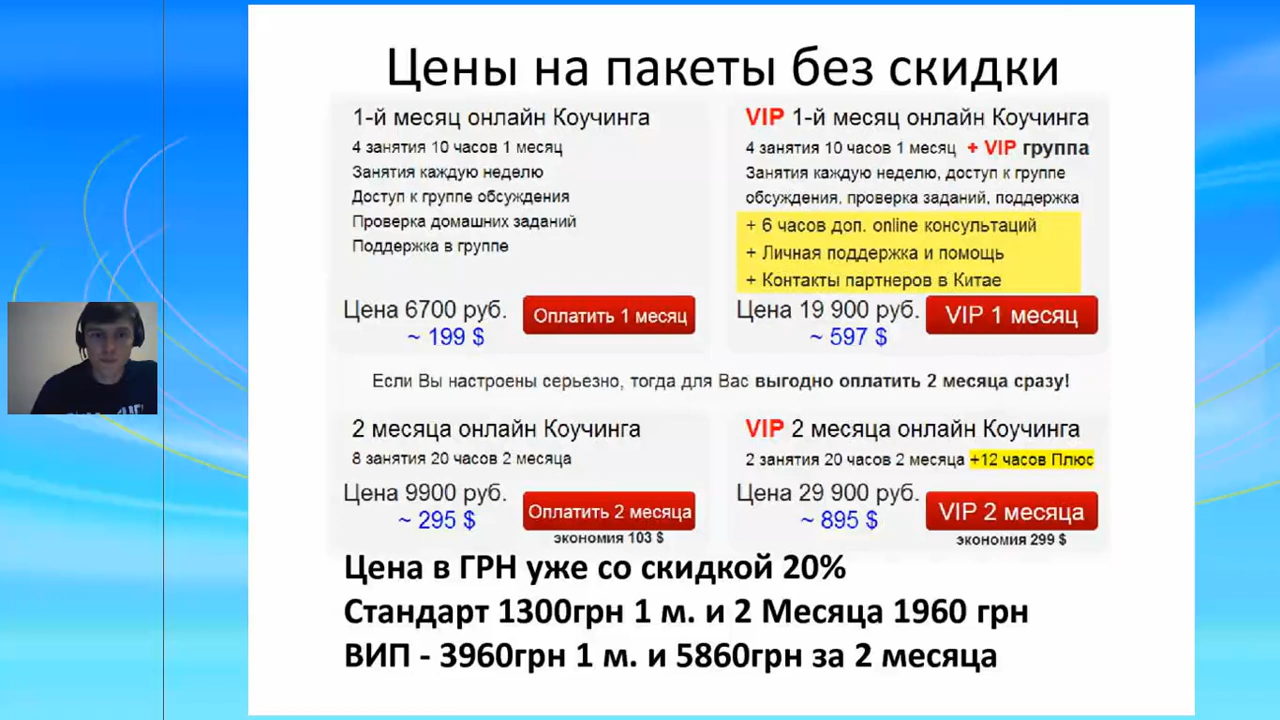 Цены на пакеты без скидки
1-й месяц онлайн Коучинга
4 занятия 10 часов 1 месяц
Занятия каждую неделю
Доступ к группе обсуждения
Проверка домашних заданий
Поддержка в группе
Цена 6700 руб.
~ 199 $
Оплатить 1 месяц
VIP 1-й месяц онлайн Коучинга
4 занятия 10 часов 1 месяц + VIP группа
Занятия каждую неделю, доступ к группе
обсуждения, проверка заданий, поддержка
+ 6 часов доп. online консультаций
+ Личная поддержка и помощь
+ Контакты партнеров в Китае
Цена 19 900 руб.
~ 597 $
VIP 1 месяц
Если Вы настроены серьезно, тогда для Вас выгодно оплатить 2 месяца сразу!
2 месяца онлайн Коучинга
8 занятия 20 часов 2 месяца
Цена 9900 руб.
~ 295 $
Оплатить 2 месяца
экономия 103 $
VIP 2 месяца онлайн Коучинга
2 занятия 20 часов 2 месяца +12 часов Плюс
Цена 29 900 руб.
~ 895 $
VIP 2 месяца
экономия 299 $
Цена в ГРН уже со скидкой 20%
Стандарт 1300грн 1 м. и 2 Месяца 1960 грн
ВИП - 3960грн 1 м. и 5860грн за 2 месяца